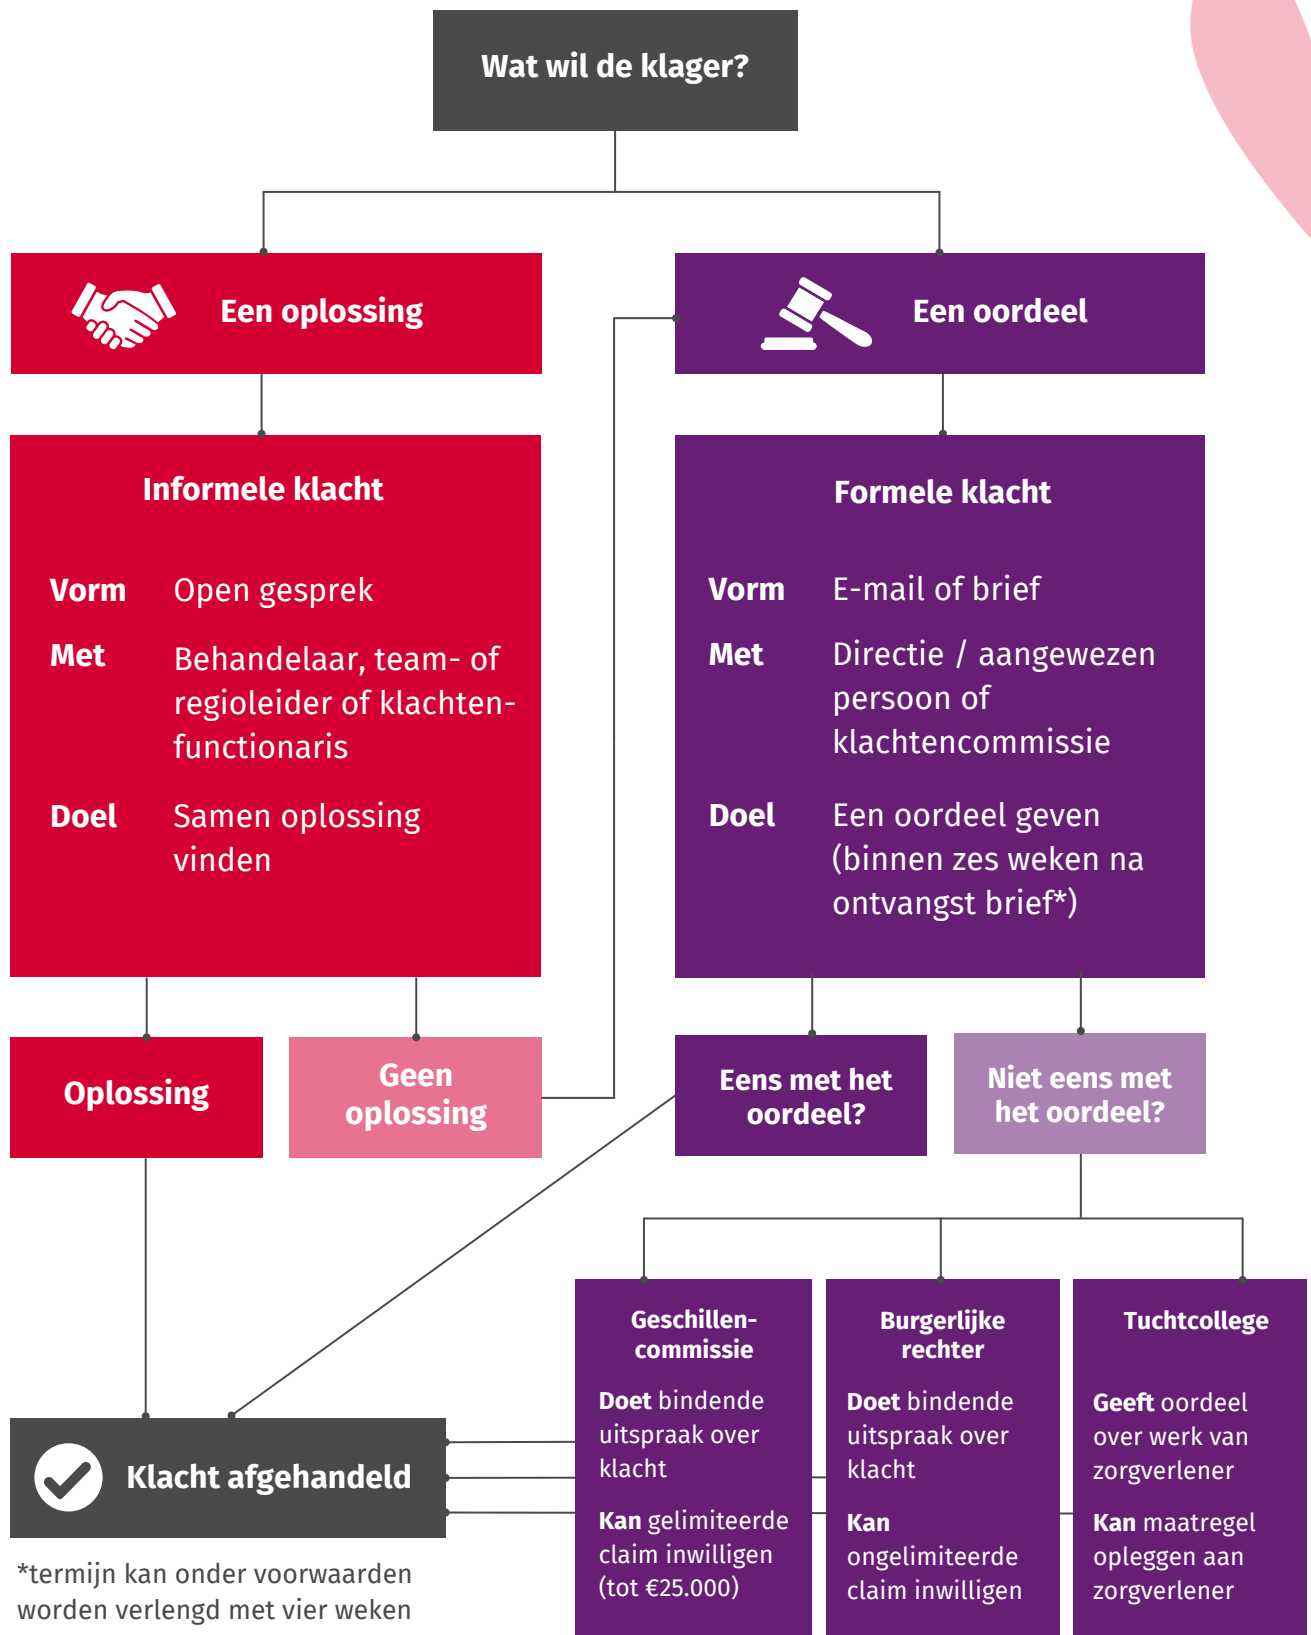 Wat wil de klager?
Een oplossing
Een oordeel
Informele klacht
Vorm Open gesprek
Met Behandelaar, team- of
regioleider of klachten-
functionaris
Doel Samen oplossing
vinden
Formele klacht
Vorm E-mail of brief
Met Directie / aangewezen
persoon of
klachtencommissie
Doel Een oordeel geven
(binnen zes weken na
ontvangst brief*)
Oplossing
Geen
oplossing
Eens met het
oordeel?
Niet eens met
het oordeel?
Geschillen-
commissie
Doet bindende
uitspraak over
klacht
Kan gelimiteerde
claim inwilligen
(tot €25.000)
Burgerlijke
rechter
Doet bindende
uitspraak over
klacht
Kan
ongelimiteerde
claim inwilligen
Tuchtcollege
Geeft oordeel
over werk van
zorgverlener
Kan maatregel
opleggen aan
zorgverlener
Klacht afgehandeld
*termijn kan onder voorwaarden
worden verlengd met vier weken